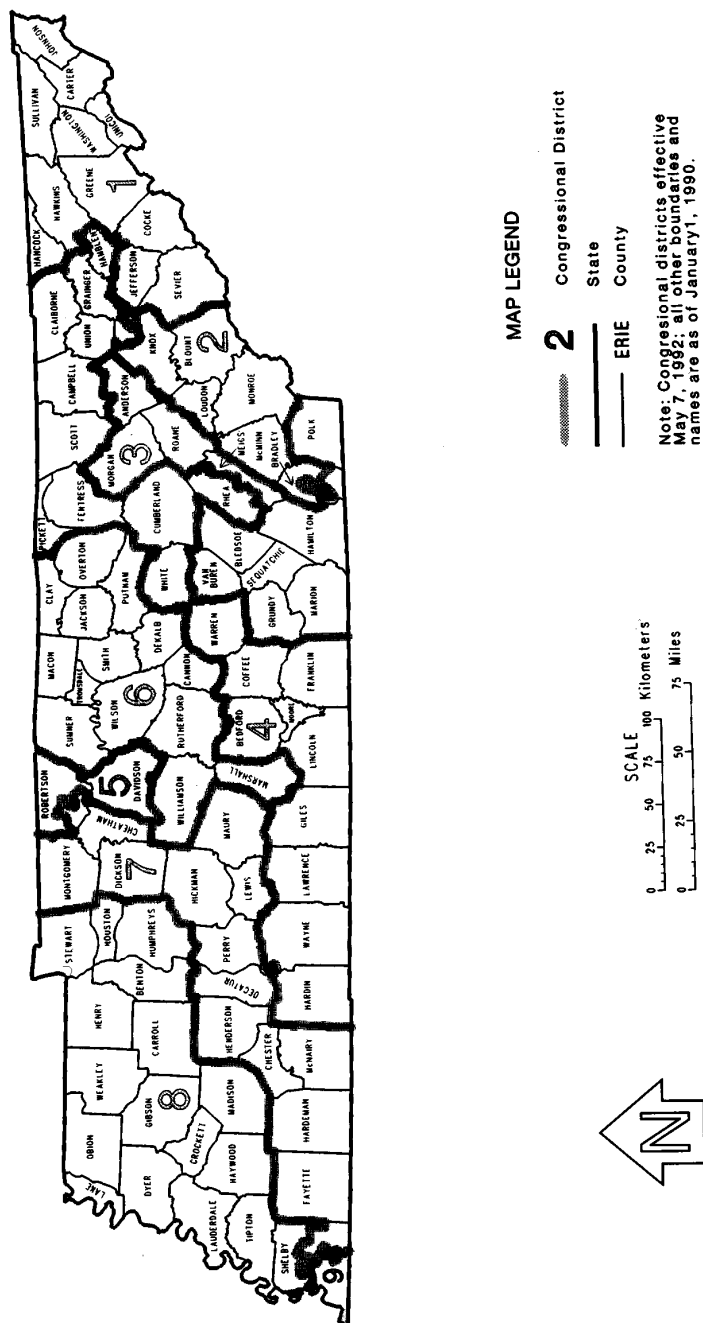 JOHNSON
SULLIVAN
CARTER
WASHINGTON
UNICOI
HANCOCK
HAWKINS
GREENE
1
HAMBLEN
COCKE
CLAIBORNE
GRAINGER
JEFFERSON
UNION
SEVIER
CAMPBELL
KNOX
2
BLOUNT
ANDERSON
SCOTT
LOUDON
MONROE
MORGAN
3
ROANE
MEIGS
McMINN
BRADLEY
POLK
FENTRESS
CUMBERLAND
RHEA
PICKETT
OVERTON
BLEDSOE
HAMILTON
CLAY
PUTNAM
WHITE
VAN
BUREN
SEQUATCHIE
JACKSON
MARION
MACON
SMITH
DEKALB
WARREN
GRUNDY
TROUSDALE
CANNON
COFFEE
FRANKLIN
SUMNER
WILSON
6
RUTHERFORD
BEDFORD
4
MOORE
LINCOLN
ROBERTSON
5
DAVIDSON
WILLIAMSON
MARSHALL
CHEATHAM
MAURY
GILES
MONTGOMERY
DICKSON
7
HICKMAN
LEWIS
LAWRENCE
STEWART
HOUSTON
HUMPHREYS
PERRY
WAYNE
BENTON
DECATUR
HARDIN
HENRY
CARROLL
HENDERSON
CHESTER
McNAIRY
WEAKLEY
GIBSON
8
MADISON
HARDEMAN
OBION
CROCKETT
HAYWOOD
FAYETTE
LAKE
DYER
LAUDERDALE
TIPTON
SHELBY
9
MAP LEGEND
2 Congressional District
State
ERIE County
Note: Congresional districts effective
May 7, 1992; all other boundaries and
names are as of January1, 1990.
SCALE
0 25 50 75 100 Kilometers
0 25 50 75 Miles
N